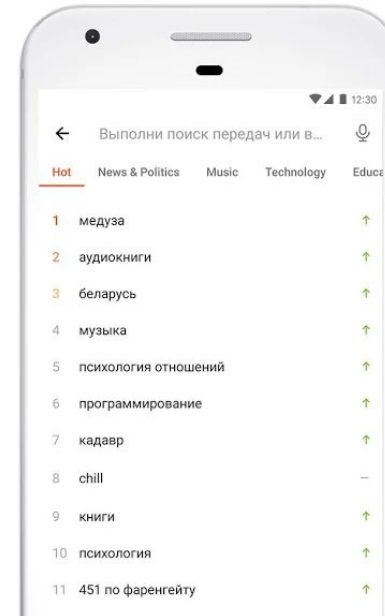 12:30
Выполни поиск передач или в...
Hot News & Politics Music Technology Educa
1 медуза
2 аудиокниги
3 беларусь
4 музыка
5 психология отношений
6 программирование
7 кадавр
8 chill
9 книги
10 психология
11 451 по фаренгейту